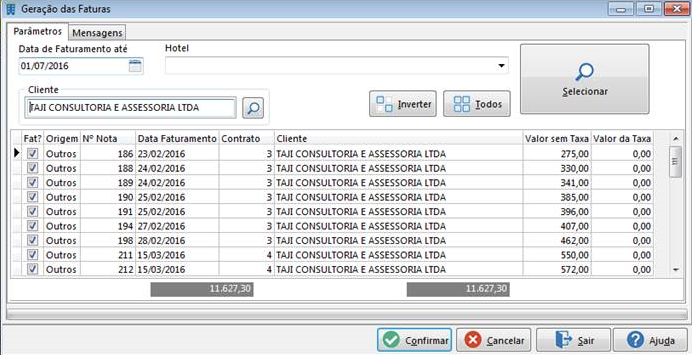 Geração das Faturas
Parâmetros Mensagens
Data de Faturamento até Hotel
01/07/2016
Cliente
TAJI CONSULTORIA E ASSESSORIA LTDA
Inverter Todos Selecionar
Fat? Origem Nº Nota Data Faturamento Contrato Cliente Valor sem Taxa Valor da Taxa
Outros 186 23/02/2016 3 TAJI CONSULTORIA E ASSESSORIA LTDA 275,00 0,00
Outros 188 24/02/2016 3 TAJI CONSULTORIA E ASSESSORIA LTDA 330,00 0,00
Outros 189 24/02/2016 3 TAJI CONSULTORIA E ASSESSORIA LTDA 341,00 0,00
Outros 190 25/02/2016 3 TAJI CONSULTORIA E ASSESSORIA LTDA 385,00 0,00
Outros 191 25/02/2016 3 TAJI CONSULTORIA E ASSESSORIA LTDA 396,00 0,00
Outros 194 27/02/2016 3 TAJI CONSULTORIA E ASSESSORIA LTDA 407,00 0,00
Outros 198 28/02/2016 3 TAJI CONSULTORIA E ASSESSORIA LTDA 462,00 0,00
Outros 211 15/03/2016 4 TAJI CONSULTORIA E ASSESSORIA LTDA 550,00 0,00
Outros 212 15/03/2016 4 TAJI CONSULTORIA E ASSESSORIA LTDA 572,00 0,00
11.627,30 11.627,30
Confirmar Cancelar Sair Ajuda